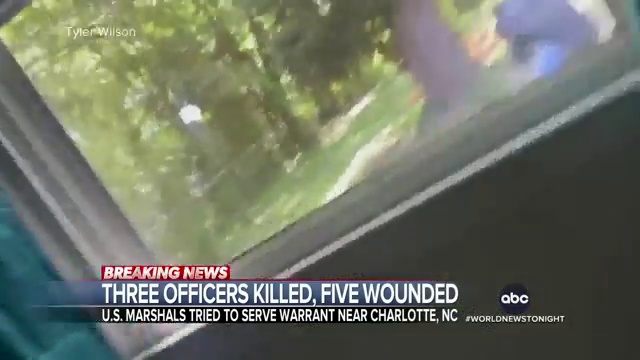 Tyler Wilson
BREAKING NEWS
THREE OFFICERS KILLED, FIVE WOUNDED
U.S. MARSHALS TRIED TO SERVE WARRANT NEAR CHARLOTTE, NC
abc
#WORLDNEWSTONIGHT